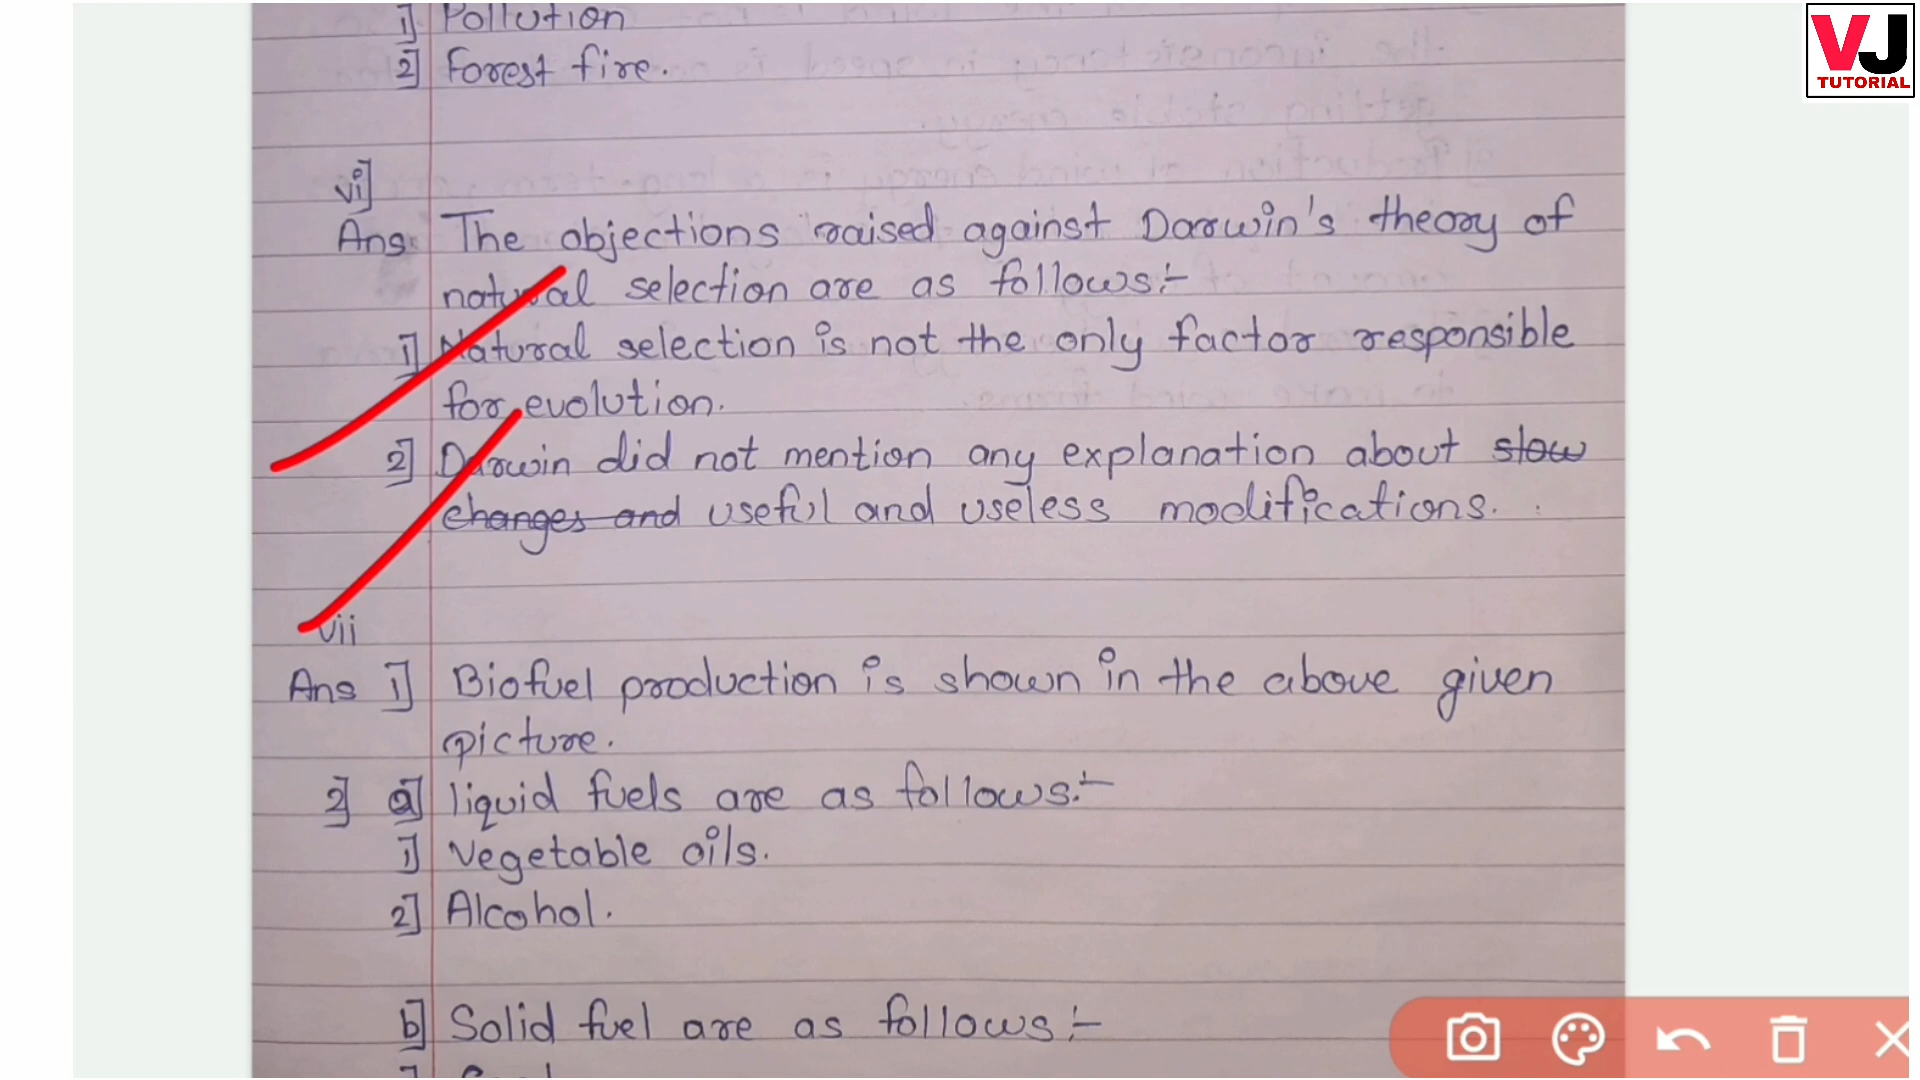 1] Pollution
2] Forest fire.
VJ
TUTORIAL
vi]
Ans. The objections raised against Darwin's theory of
natural selection are as follows:-
1] Natural selection is not the only factor responsible
for evolution.
2] Darwin did not mention any explanation about slow
changes and useful and useless modifications.
vii
Ans 1] Biofuel production is shown in the above given
picture.
2] a] liquid fuels are as follows:-
1] Vegetable oils.
2] Alcohol.
b] Solid fuel are as follows:-